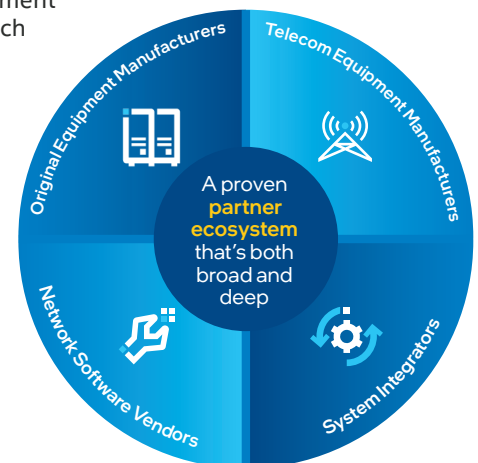 ment
ch
Original Equipment Manufacturers
Telecom Equipment Manufacturers
A proven
partner
ecosystem
that's both
broad and
deep
Network Software Vendors
System Integrators